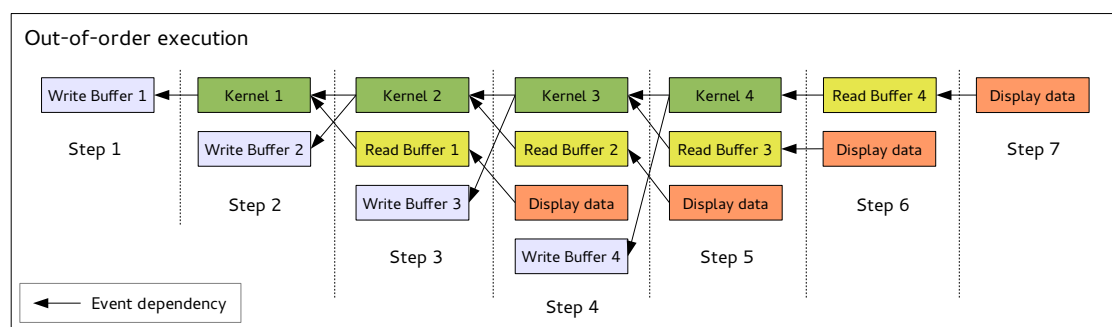 Out-of-order execution
Write Buffer 1
Kernel 1
Kernel 2
Kernel 3
Kernel 4
Read Buffer 4
Display data
Step 1
Write Buffer 2
Read Buffer 1
Read Buffer 2
Read Buffer 3
Display data
Step 7
Step 2
Write Buffer 3
Display data
Display data
Step 6
Step 3
Write Buffer 4
Step 5
Event dependency
Step 4